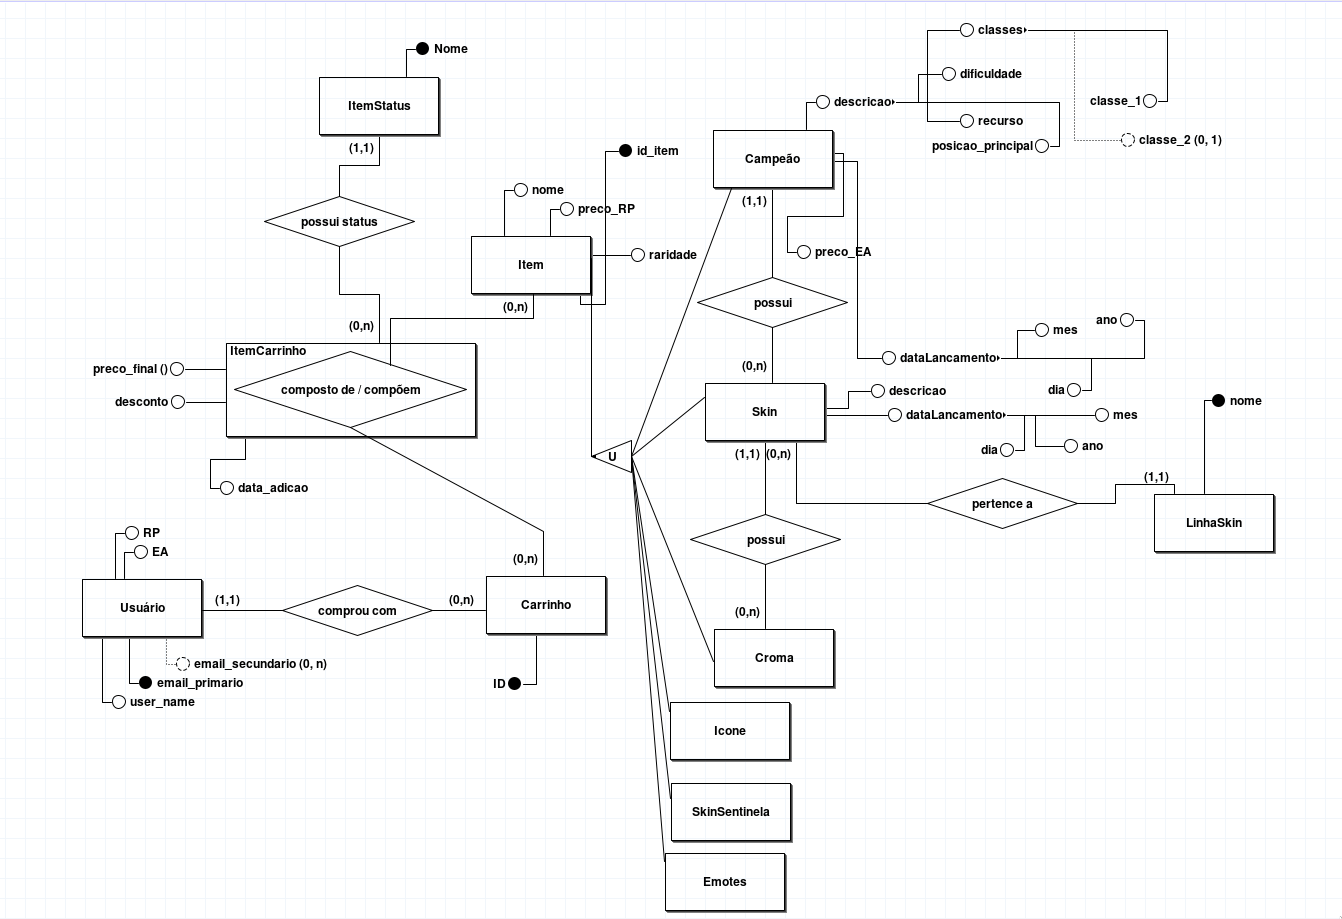 Nome
ItemStatus
(1,1)
possui status
(0,n)
id_item
nome
preco_RP
raridade
Item
(0,n)
ItemCarrinho
composto de / compõem
preco_final ()
desconto
data_adicao
RP
EA
Usuário
(1,1)
comprou com
(0,n)
(0,n)
Carrinho
email_secundario (0, n)
email_primario
user_name
ID
classes
dificuldade
descricao
classe_1
recurso
classe_2 (0, 1)
posicao_principal
Campeão
(1,1)
preco_EA
possui
ano
mes
dataLancamento
dia
(0,n)
Skin
descricao
dataLancamento
mes
dia
ano
nome
U
(1,1)
(0,n)
pertence a
(1,1)
LinhaSkin
possui
(0,n)
Croma
Icone
SkinSentinela
Emotes